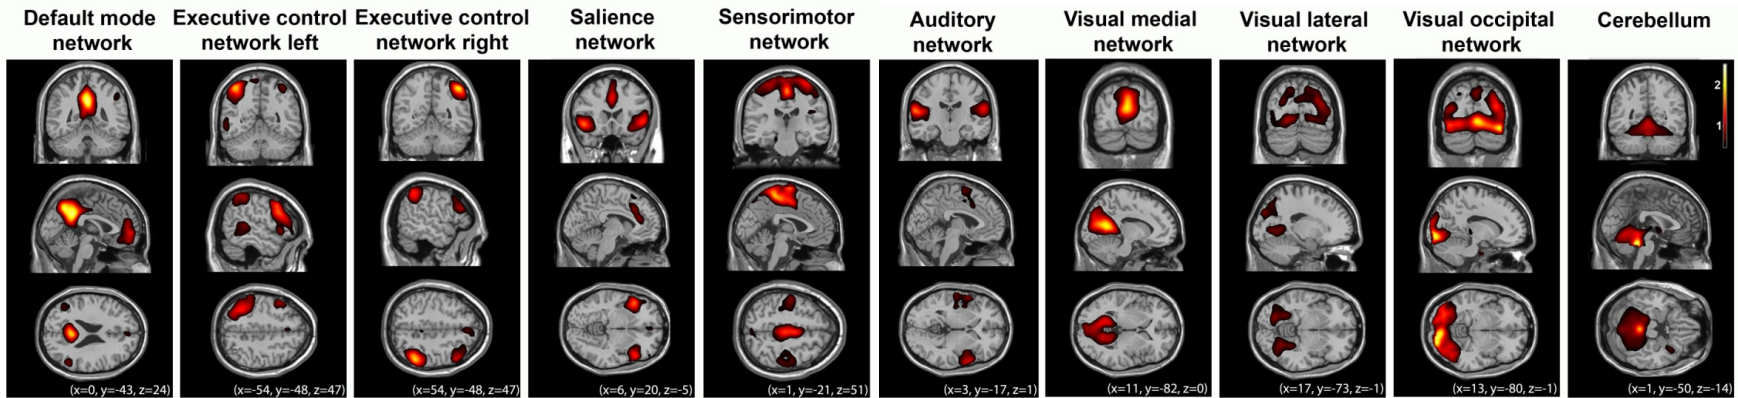 Default mode
network
Executive control
network left
Executive control
network right
Salience
network
Sensorimotor
network
Auditory
network
Visual medial
network
Visual lateral
network
Visual occipital
network
Cerebellum
2
1
(x=0, y=-43, z=24)
(x=-54, y=-48, z=47)
(x=54, y=-48, z=47)
(x=6, y=20, z=-5)
(x=1, y=-21, z=51)
(x=3, y=-17, z=1)
(x=11, y=-82, z=0)
(x=17, y=-73, z=-1)
(x=13, y=-80, z=-1)
(x=1, y=-50, z=-14)